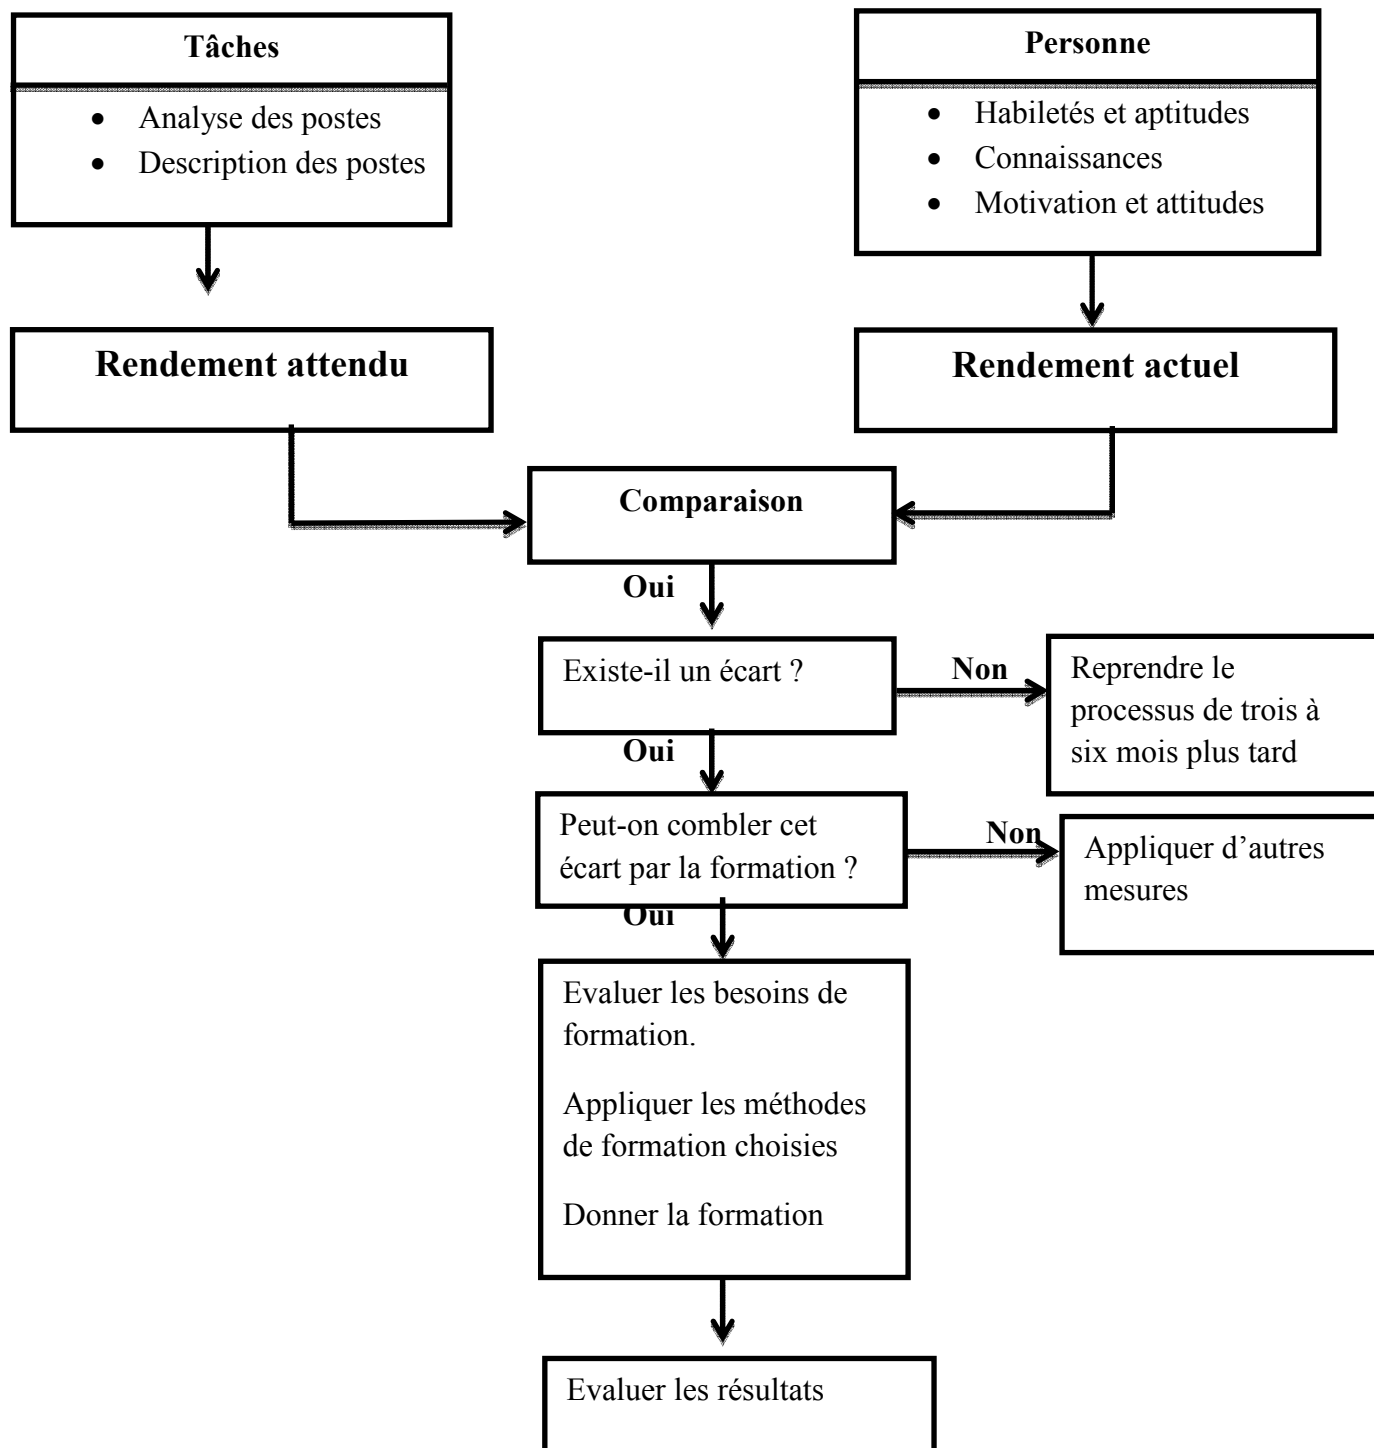 Tâches
• Analyse des postes
• Description des postes
Personne
• Habiletés et aptitudes
• Connaissances
• Motivation et attitudes
Rendement attendu
Rendement actuel
Comparaison
Oui
Existe-il un écart ?
Non
Reprendre le
processus de trois à
six mois plus tard
Oui
Peut-on combler cet
écart par la formation ?
Non
Appliquer d’autres
mesures
Oui
Evaluer les besoins de
formation.
Appliquer les méthodes
de formation choisies
Donner la formation
Evaluer les résultats